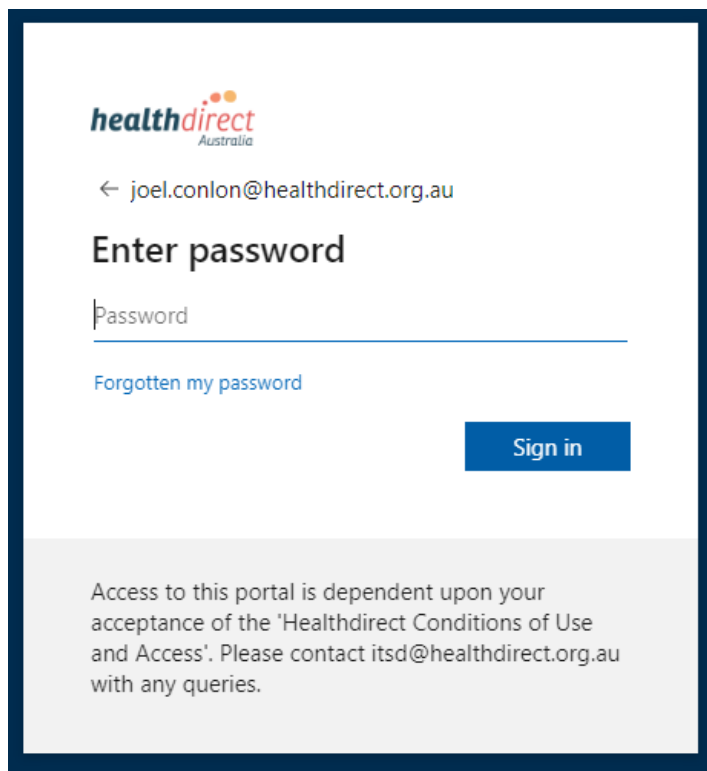 healthdirect
Australia
← joel.conlon@healthdirect.org.au
Enter password
Password
Forgotten my password
Sign in
Access to this portal is dependent upon your
acceptance of the 'Healthdirect Conditions of Use
and Access'. Please contact itsd@healthdirect.org.au
with any queries.